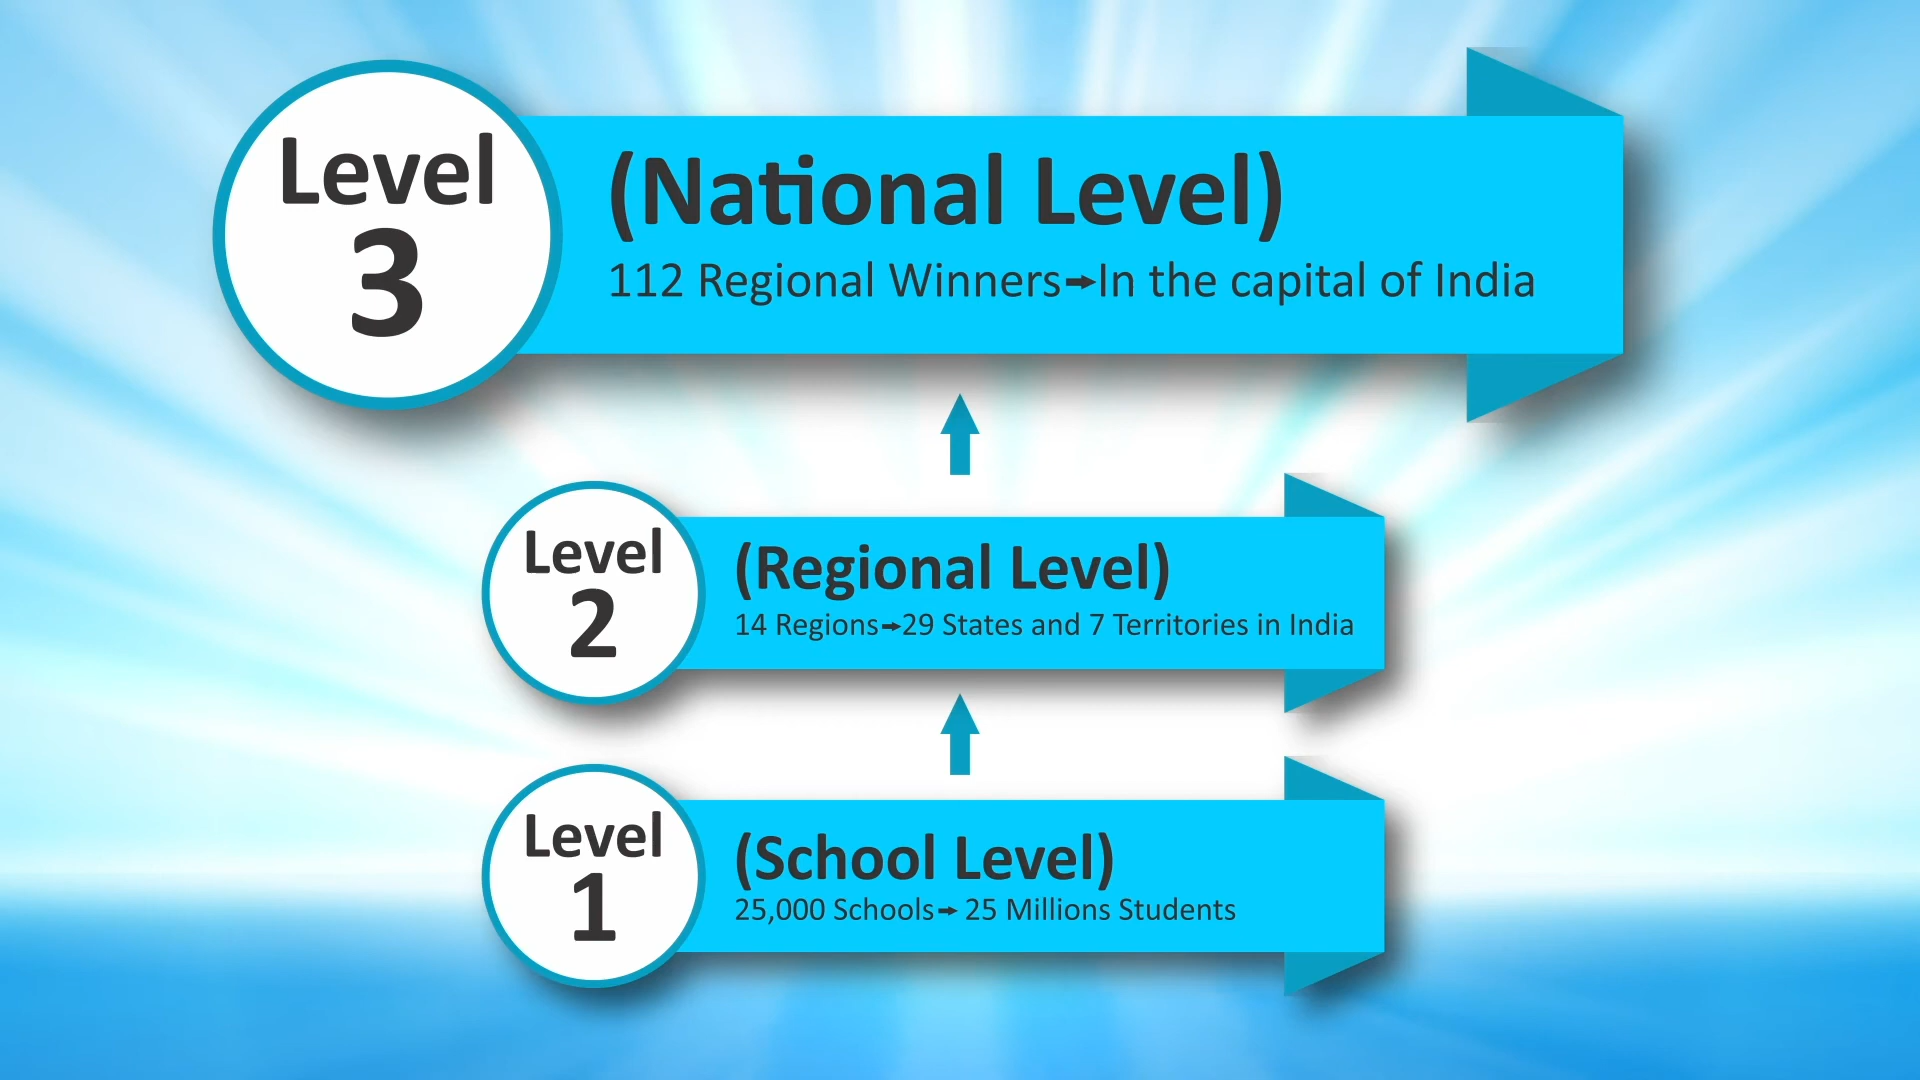 Level
3
(National Level)
112 Regional Winners➡In the capital of India
Level
2
(Regional Level)
14 Regions➡29 States and 7 Territories in India
Level
1
(School Level)
25,000 Schools➡ 25 Millions Students